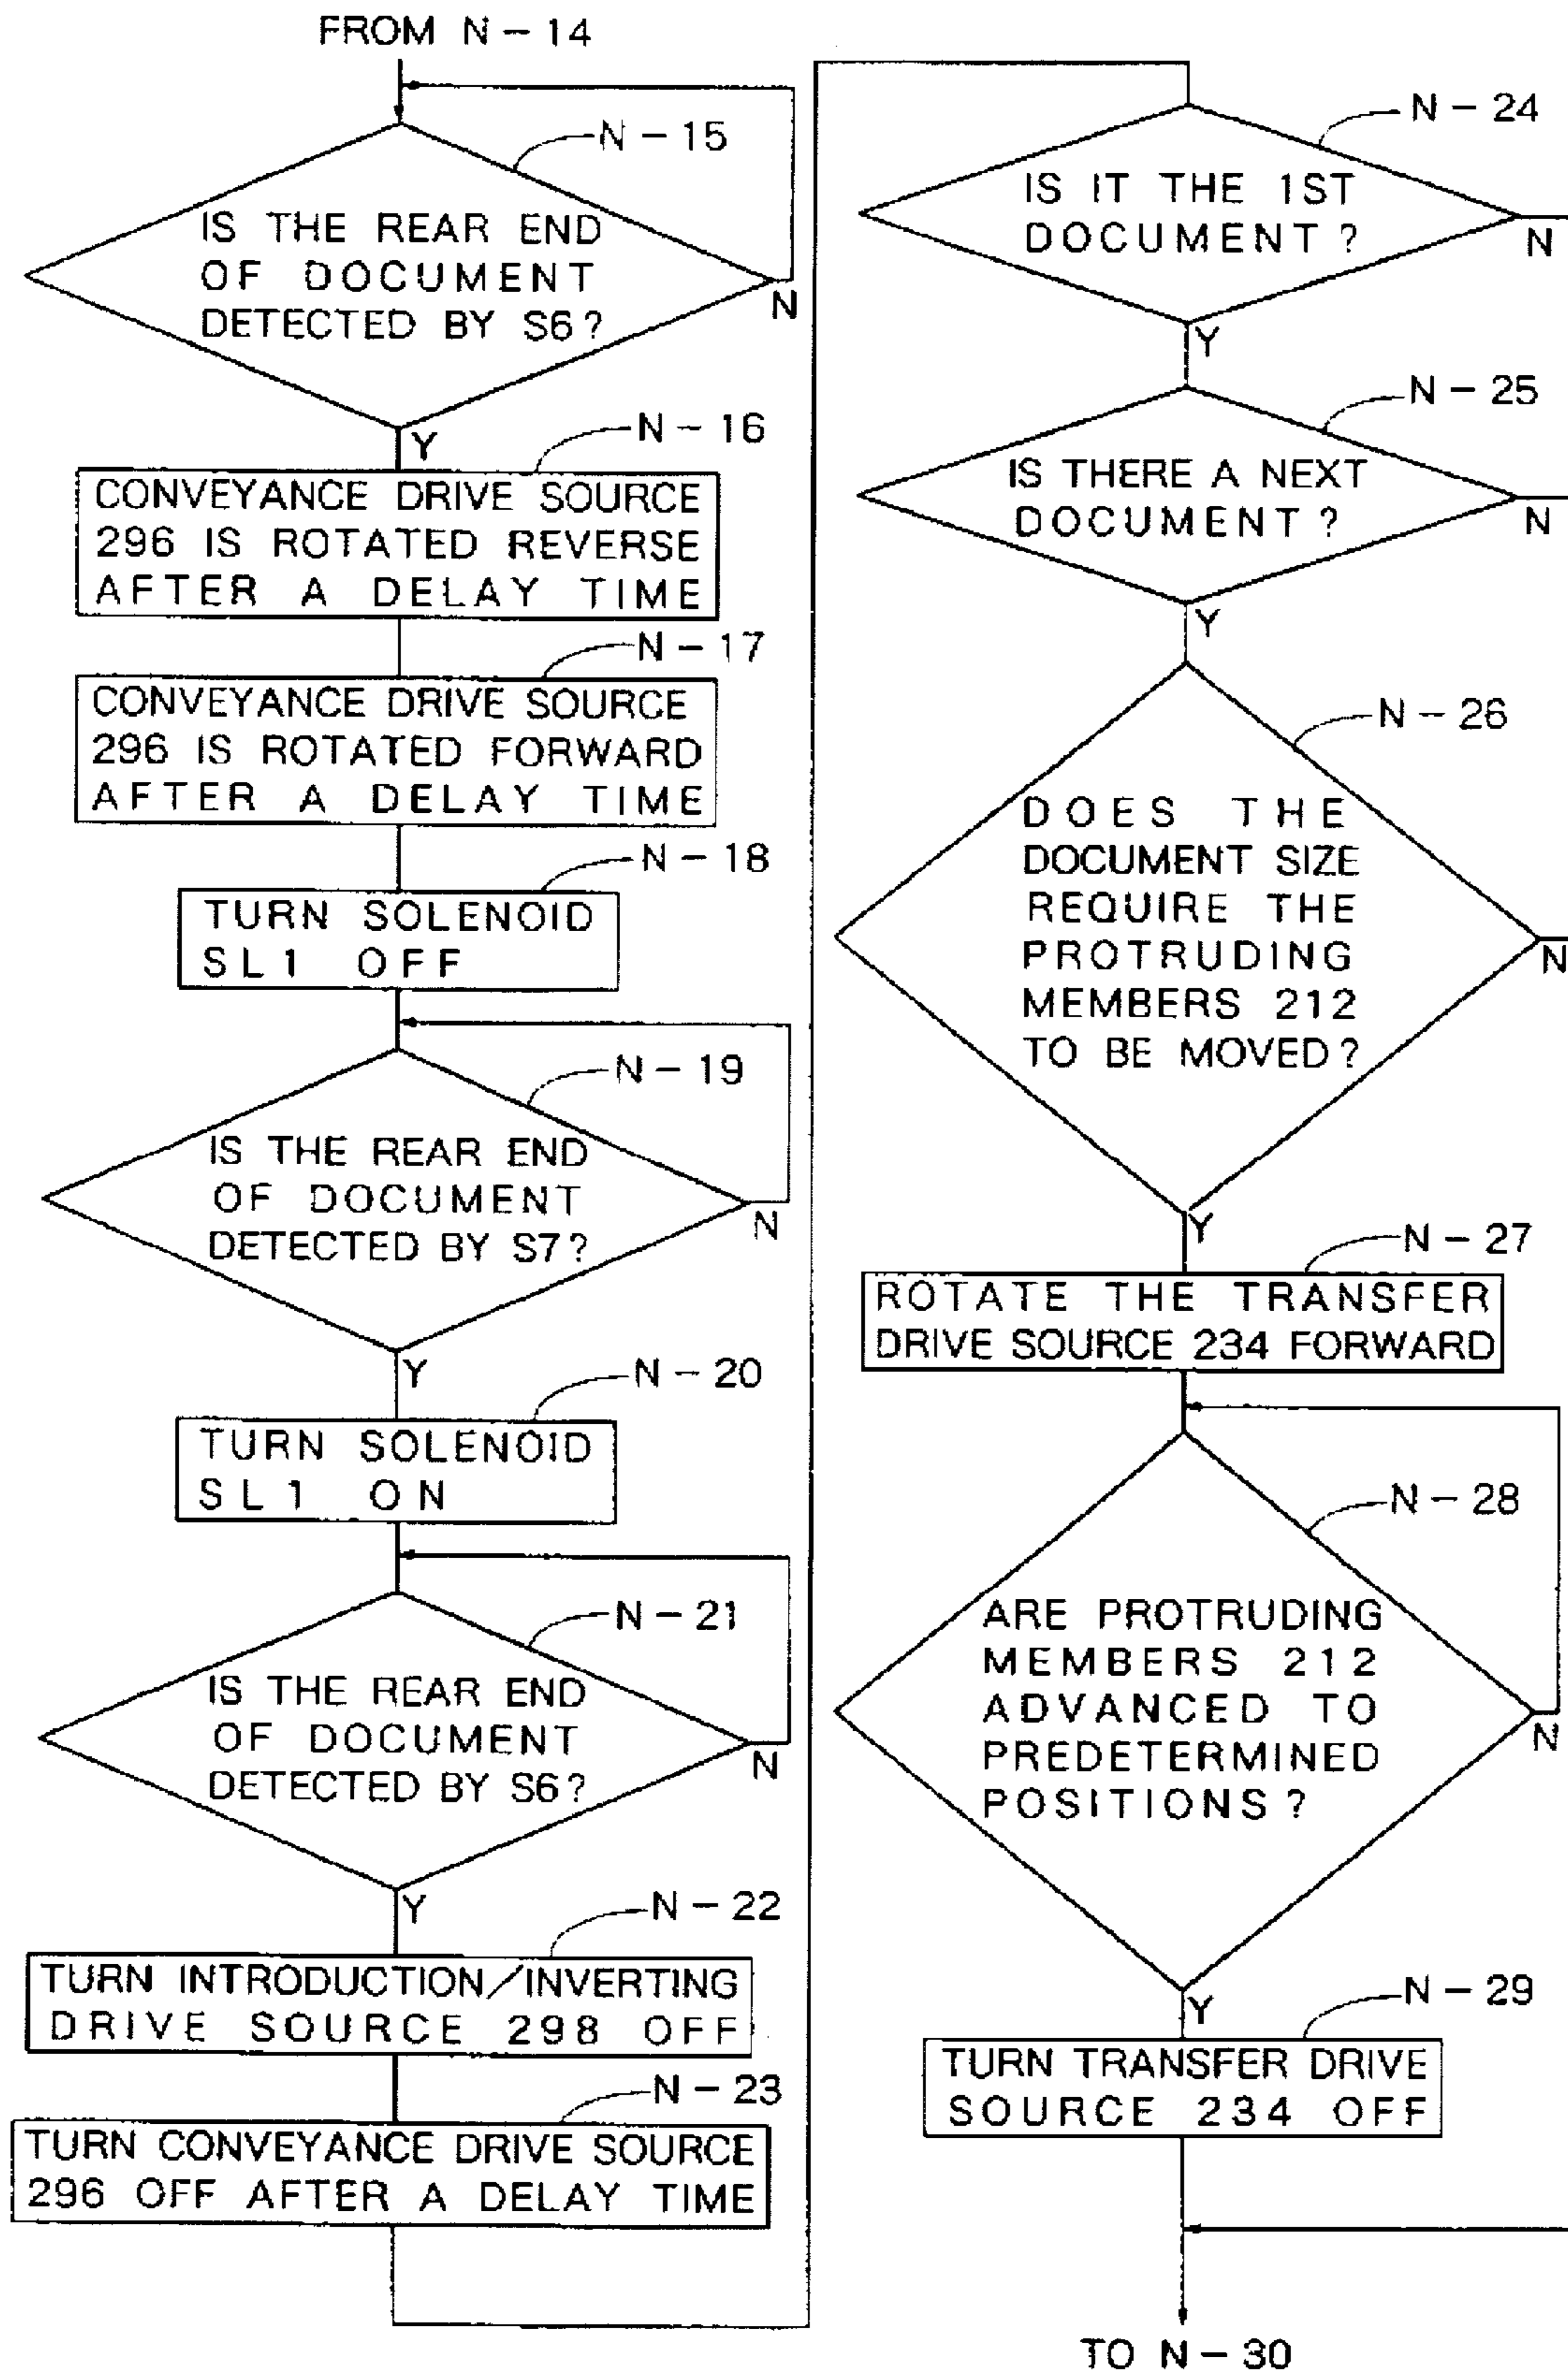 FROM N-14
N-15
IS THE REAR END
OF DOCUMENT
DETECTED BY S6?
N
Y
N-16
CONVEYANCE DRIVE SOURCE
296 IS ROTATED REVERSE
AFTER A DELAY TIME
N-17
CONVEYANCE DRIVE SOURCE
296 IS ROTATED FORWARD
AFTER A DELAY TIME
N-18
TURN SOLENOID
SL1 OFF
N-19
IS THE REAR END
OF DOCUMENT
DETECTED BY S7?
N
Y
N-20
TURN SOLENOID
SL1 ON
N-21
IS THE REAR END
OF DOCUMENT
DETECTED BY S6?
N
Y
N-22
TURN INTRODUCTION/INVERTING
DRIVE SOURCE 298 OFF
N-23
TURN CONVEYANCE DRIVE SOURCE
296 OFF AFTER A DELAY TIME
N-24
IS IT THE 1ST
DOCUMENT?
N
Y
N-25
IS THERE A NEXT
DOCUMENT?
N
Y
N-26
DOES THE
DOCUMENT SIZE
REQUIRE THE
PROTRUDING
MEMBERS 212
TO BE MOVED?
N
Y
N-27
ROTATE THE TRANSFER
DRIVE SOURCE 234 FORWARD
N-28
ARE PROTRUDING
MEMBERS 212
ADVANCED TO
PREDETERMINED
POSITIONS?
N
Y
N-29
TURN TRANSFER DRIVE
SOURCE 234 OFF
TO N-30